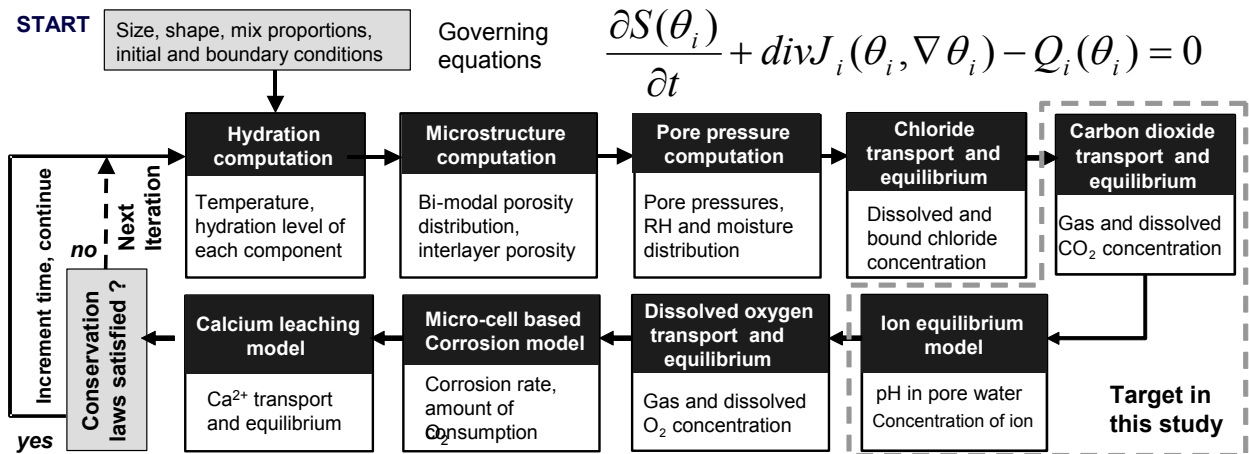 START
Size, shape, mix proportions,
initial and boundary conditions
Governing
equations
∂S(θᵢ)/∂t + divJᵢ(θᵢ, ∇θᵢ) − Qᵢ(θᵢ) = 0
Hydration
computation
Temperature,
hydration level of
each component
Microstructure
computation
Bi-modal porosity
distribution,
interlayer porosity
Pore pressure
computation
Pore pressures,
RH and moisture
distribution
Chloride
transport and
equilibrium
Dissolved and
bound chloride
concentration
Carbon dioxide
transport and
equilibrium
Gas and dissolved
CO₂ concentration
Ion equilibrium
model
pH in pore water
Concentration of ion
Target in
this study
Dissolved oxygen
transport and
equilibrium
Gas and dissolved
O₂ concentration
Micro-cell based
Corrosion model
Corrosion rate,
amount of
O₂
consumption
Calcium leaching
model
Ca²⁺ transport
and equilibrium
Conservation
laws satisfied ?
no
Next
Iteration
yes
Increment time, continue